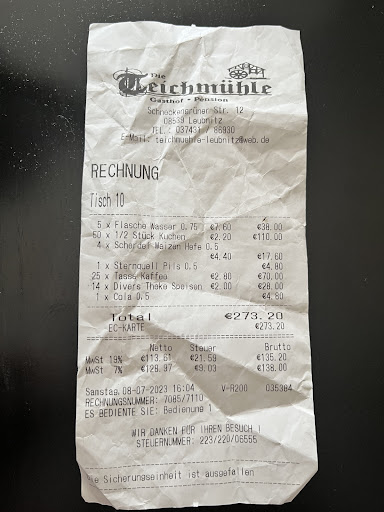 Die
Teichmühle
Gasthof - Pension
Schneckengrüner Str. 12
08539 Leubnitz
TEL.: 037431 / 86930
E-Mail: teichmuehle-leubnitz@web.de
RECHNUNG
Tisch 10
5 x Flasche Wasser 0,75 €7.60 €38.00
50 x 1/2 Stück Kuchen €2.20 €110.00
4 x Scherdel Weizen Hefe 0,5
€4,40 €17.60
1 x Sternquell Pils 0,5 €4.80
25 x Tasse Kaffee €2.80 €70.00
14 x Divers Theke Speisen €2.00 €28.00
1 x Cola 0,5 €4.80
Total €273.20
EC-KARTE €273.20
Netto Steuer Brutto
MwSt 19% €113.61 €21.59 €135.20
MwSt 7% €128.97 €9.03 €138.00
Samstag, 08-07-2023 16:04 V-R200 035384
RECHNUNGSNUMMER: 7085/7110
ES BEDIENTE SIE: Bedienung 1
WIR DANKEN FÜR IHREN BESUCH !
STEUERNUMMER: 223/220/06555
Die Sicherungseinheit ist ausgefallen